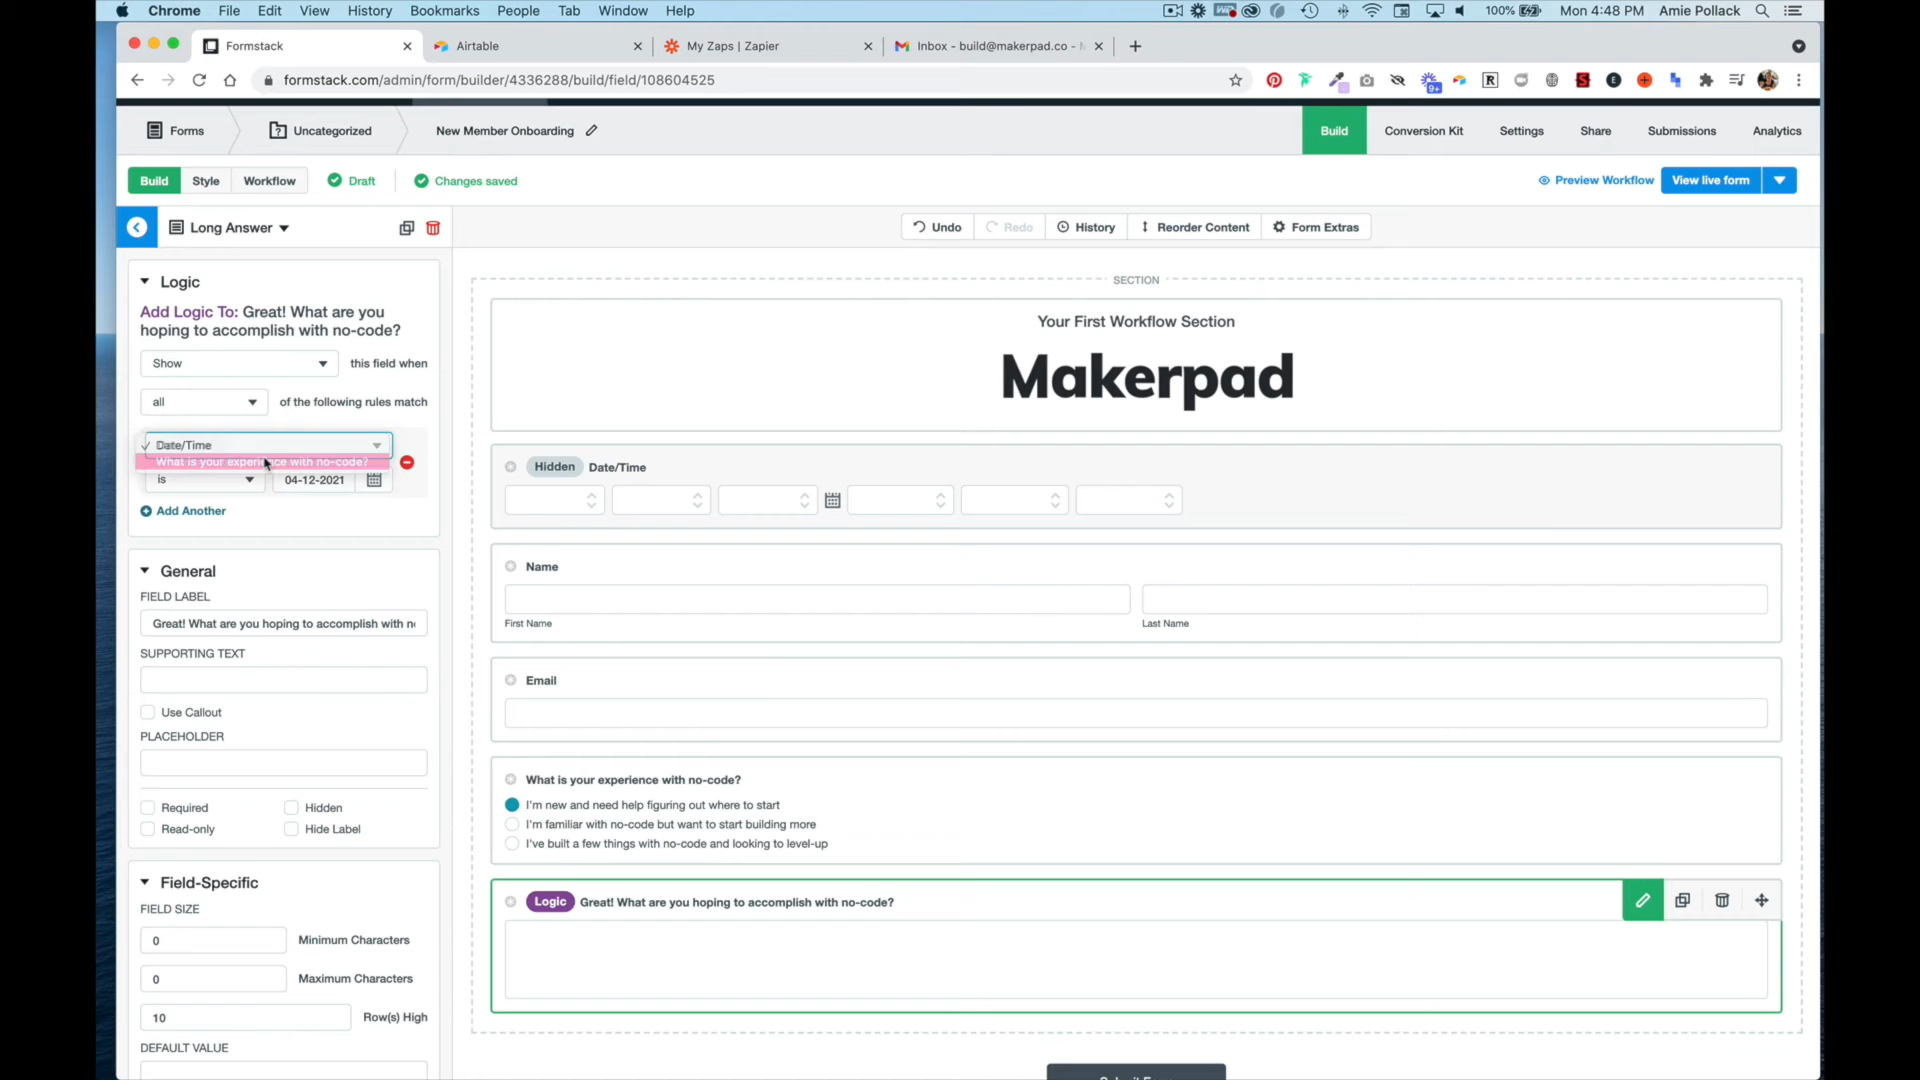 Chrome File Edit View History Bookmarks People Tab Window Help 100% Mon 4:48 PM Amie Pollack
Formstack Airtable My Zaps | Zapier Inbox - build@makerpad.co -
formstack.com/admin/form/builder/4336288/build/field/108604525
9+
Forms Uncategorized New Member Onboarding Build Conversion Kit Settings Share Submissions Analytics
Build Style Workflow Draft Changes saved Preview Workflow View live form
Long Answer Undo Redo History Reorder Content Form Extras
Logic
Add Logic To: Great! What are you
hoping to accomplish with no-code?
Show this field when
all of the following rules match
Date/Time
What is your experience with no-code?
is 04-12-2021
Add Another
General
FIELD LABEL
Great! What are you hoping to accomplish with n
SUPPORTING TEXT
Use Callout
PLACEHOLDER
Required Hidden
Read-only Hide Label
Field-Specific
FIELD SIZE
0 Minimum Characters
0 Maximum Characters
10 Row(s) High
DEFAULT VALUE
SECTION
Your First Workflow Section
Makerpad
Hidden Date/Time
Name
First Name Last Name
Email
What is your experience with no-code?
I'm new and need help figuring out where to start
I'm familiar with no-code but want to start building more
I've built a few things with no-code and looking to level-up
Logic Great! What are you hoping to accomplish with no-code?